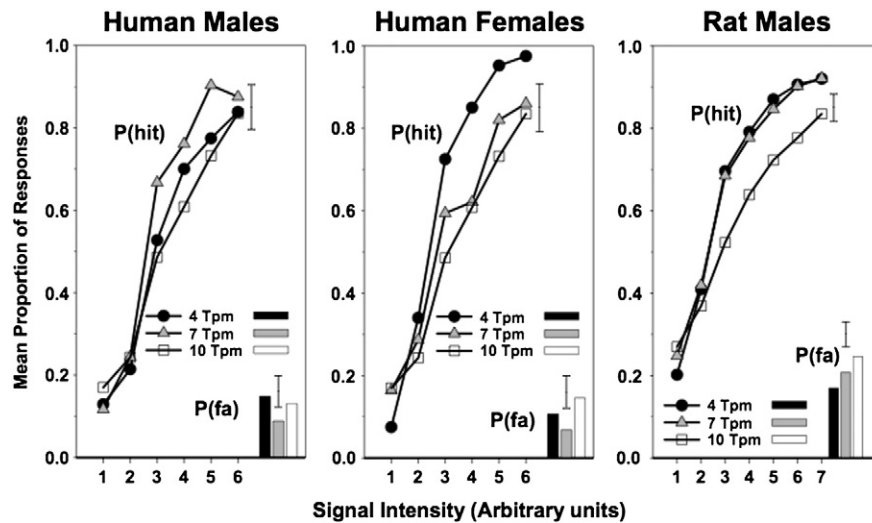 Human Males
Human Females
Rat Males
Mean Proportion of Responses
1.0
0.8
0.6
0.4
0.2
0.0
P(hit)
4 Tpm
7 Tpm
10 Tpm
P(fa)
1 2 3 4 5 6
1.0
0.8
0.6
0.4
0.2
0.0
P(hit)
4 Tpm
7 Tpm
10 Tpm
P(fa)
1 2 3 4 5 6
1.0
0.8
0.6
0.4
0.2
0.0
P(hit)
P(fa)
4 Tpm
7 Tpm
10 Tpm
1 2 3 4 5 6 7
Signal Intensity (Arbitrary units)